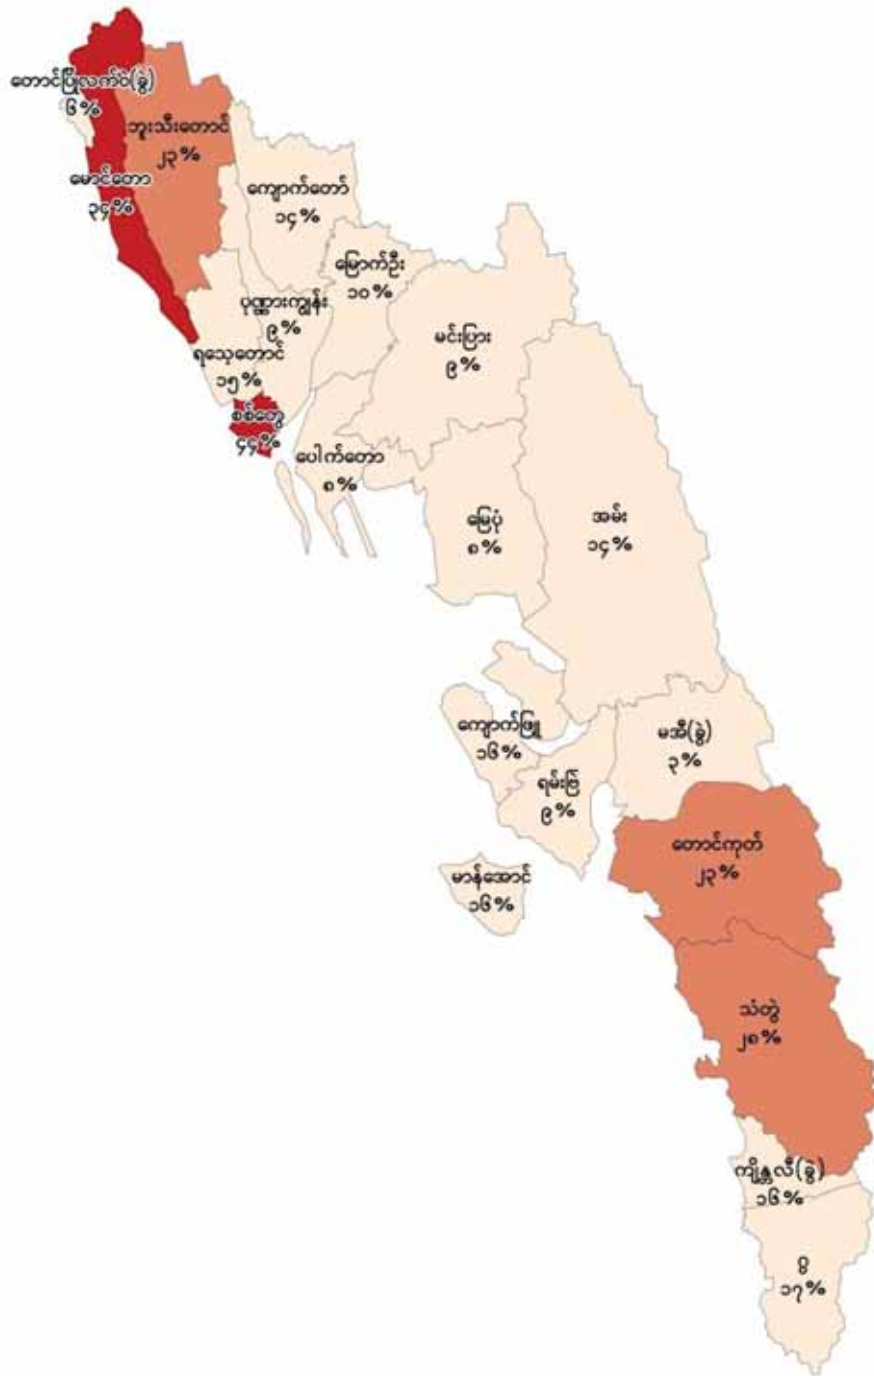 တောင်ပြိုလက်ဝဲ(ခွဲ)
၆%
ဘူးသီးတောင်
၂၃%
မောင်တော
၃၄%
ကျောက်တော်
၁၄%
မြောက်ဦး
၁၀%
ပုဏ္ဏားကျွန်း
၉%
မင်းပြား
၉%
ရသေ့တောင်
၁၅%
စစ်တွေ
၄၄%
ပေါက်တော
၈%
မြေပုံ
၈%
အမ်း
၁၄%
ကျောက်ဖြူ
၁၆%
မအီ(ခွဲ)
၃%
ရမ်းဗြဲ
၉%
တောင်ကုတ်
၂၃%
မာန်အောင်
၁၆%
သံတွဲ
၂၈%
ကျိန္တလီ(ခွဲ)
၁၆%
ဂွ
၁၇%